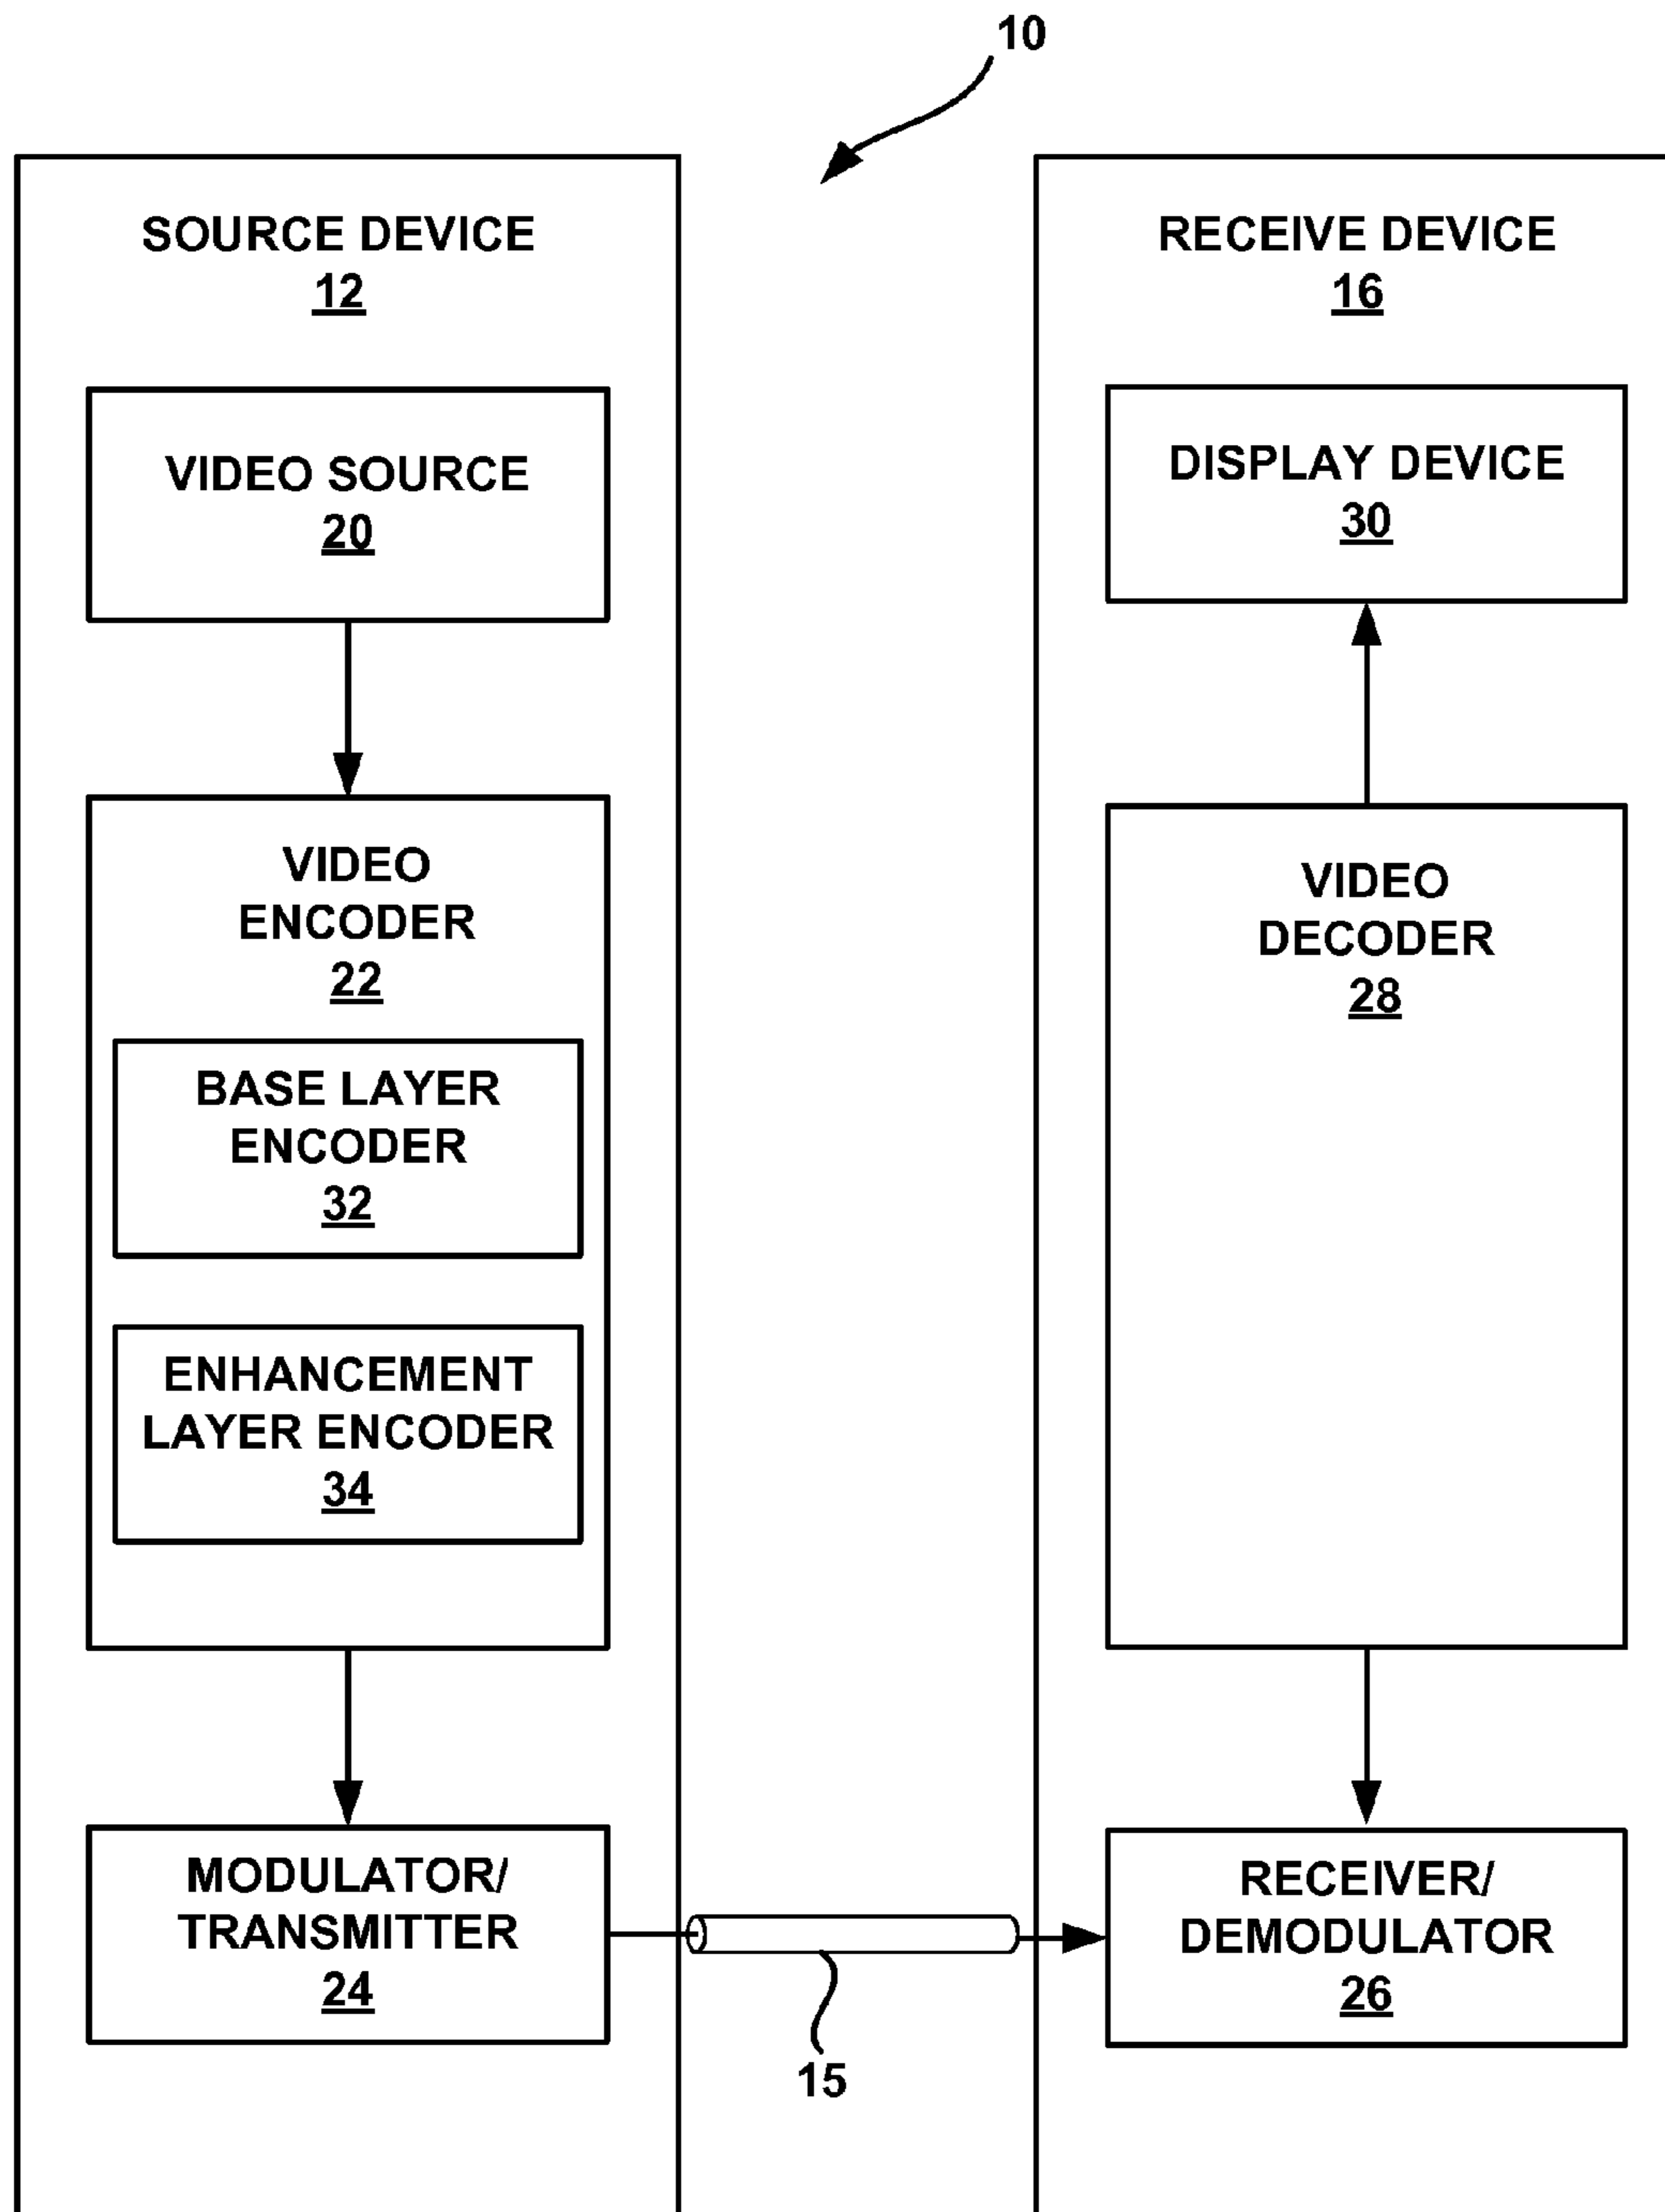 10
SOURCE DEVICE
12
VIDEO SOURCE
20
VIDEO
ENCODER
22
BASE LAYER
ENCODER
32
ENHANCEMENT
LAYER ENCODER
34
MODULATOR/
TRANSMITTER
24
15
RECEIVE DEVICE
16
DISPLAY DEVICE
30
VIDEO
DECODER
28
RECEIVER/
DEMODULATOR
26